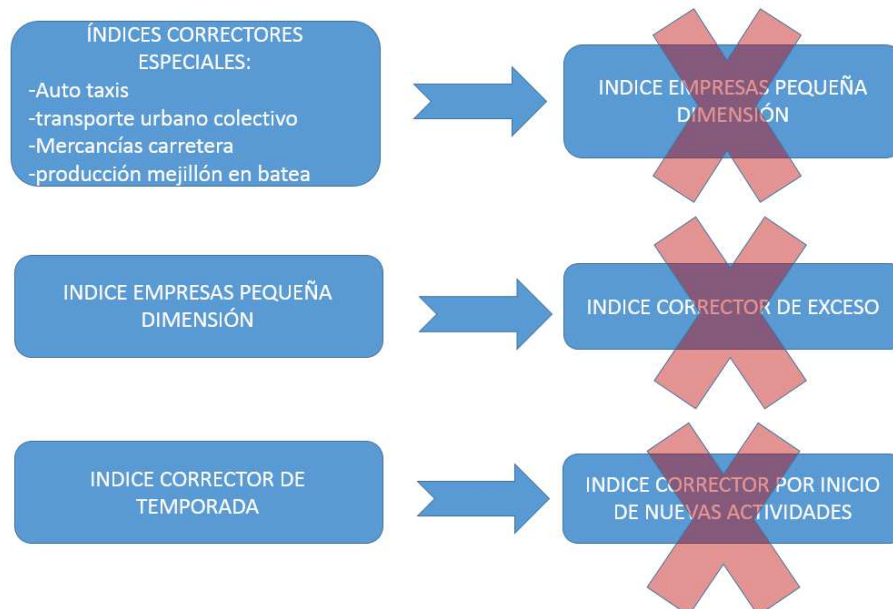 ÍNDICES CORRECTORES
ESPECIALES:
-Auto taxis
-transporte urbano colectivo
-Mercancías carretera
-producción mejillón en batea
INDICE EMPRESAS PEQUEÑA
DIMENSIÓN
INDICE EMPRESAS PEQUEÑA
DIMENSIÓN
INDICE CORRECTOR DE EXCESO
INDICE CORRECTOR DE
TEMPORADA
INDICE CORRECTOR POR INICIO
DE NUEVAS ACTIVIDADES